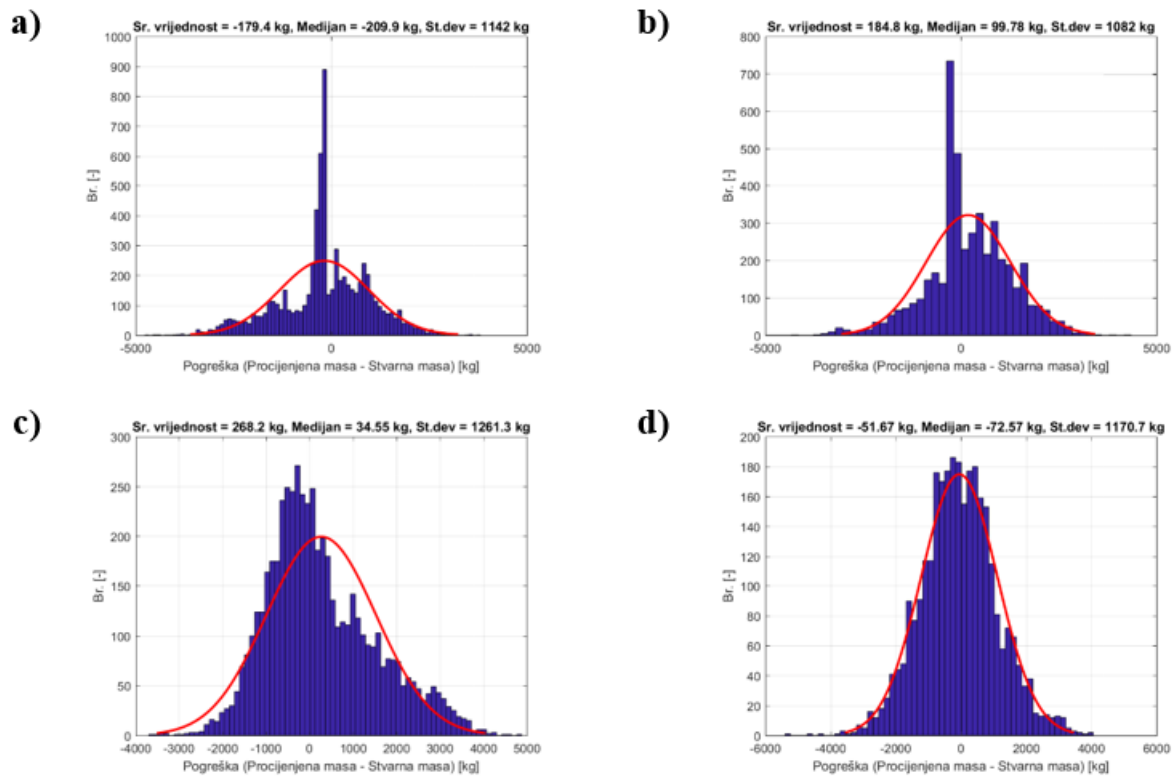 a)
Sr. vrijednost = -179.4 kg, Medijan = -209.9 kg, St.dev = 1142 kg
1000
900
800
700
600
500
400
300
200
100
0
Br. [-]
-5000 0 5000
Pogreška (Procijenjena masa - Stvarna masa) [kg]
b)
Sr. vrijednost = 184.8 kg, Medijan = 99.78 kg, St.dev = 1082 kg
800
700
600
500
400
300
200
100
0
Br. [-]
-5000 0 5000
Pogreška (Procijenjena masa - Stvarna masa) [kg]
c)
Sr. vrijednost = 268.2 kg, Medijan = 34.55 kg, St.dev = 1261.3 kg
300
250
200
150
100
50
0
Br. [-]
-4000 -3000 -2000 -1000 0 1000 2000 3000 4000 5000
Pogreška (Procijenjena masa - Stvarna masa) [kg]
d)
Sr. vrijednost = -51.67 kg, Medijan = -72.57 kg, St.dev = 1170.7 kg
200
180
160
140
120
100
80
60
40
20
0
Br. [-]
-6000 -4000 -2000 0 2000 4000 6000
Pogreška (Procijenjena masa - Stvarna masa) [kg]